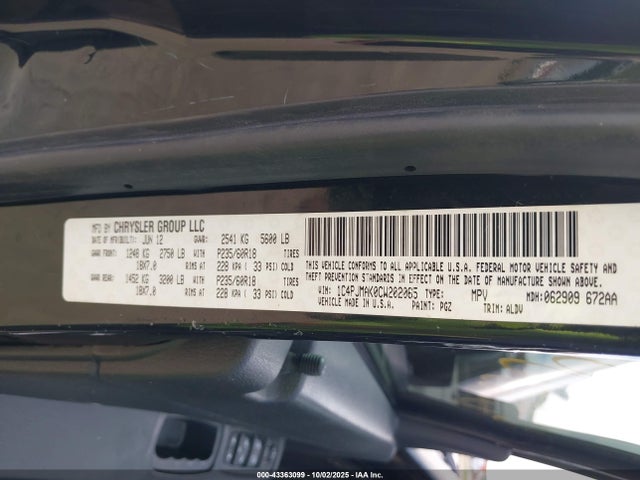 MFD BY CHRYSLER GROUP LLC
DATE OF MFR(BUILT): JUN 12 GVWR: 2541 KG 5600 LB
GAWR FRONT: 1248 KG 2750 LB WITH P235/60R18 TIRES
18X7.0 RIMS AT 228 KPA ( 33 PSI) COLD
GAWR REAR: 1452 KG 3200 LB WITH P235/60R18 TIRES
18X7.0 RIMS AT 228 KPA ( 33 PSI) COLD
THIS VEHICLE CONFORMS TO ALL APPLICABLE U.S.A. FEDERAL MOTOR VEHICLE SAFETY AND
THEFT PREVENTION STANDARDS IN EFFECT ON THE DATE OF MANUFACTURE SHOWN ABOVE.
VIN: 1C4PJMAK0CW202065 TYPE: MPV MDH: 062909 672AA
MADE IN U.S.A. PAINT: PGZ TRIM: ALDV
000-43363099 - 10/02/2025 - IAA Inc.